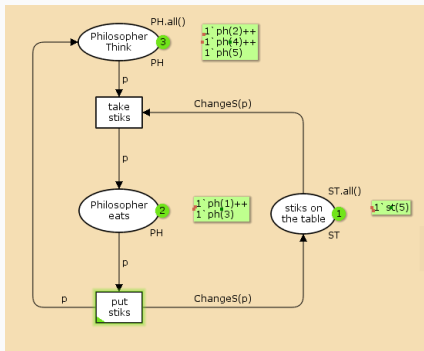 PH.all()
Philosopher
Think
3
1`ph(2)++
1`ph(4)++
1`ph(5)
PH
p
take
stiks
ChangeS(p)
p
Philosopher
eats
2
1`ph(1)++
1`ph(3)
PH
ST.all()
stiks on
the table
1
1`st(5)
ST
p
p
put
stiks
ChangeS(p)